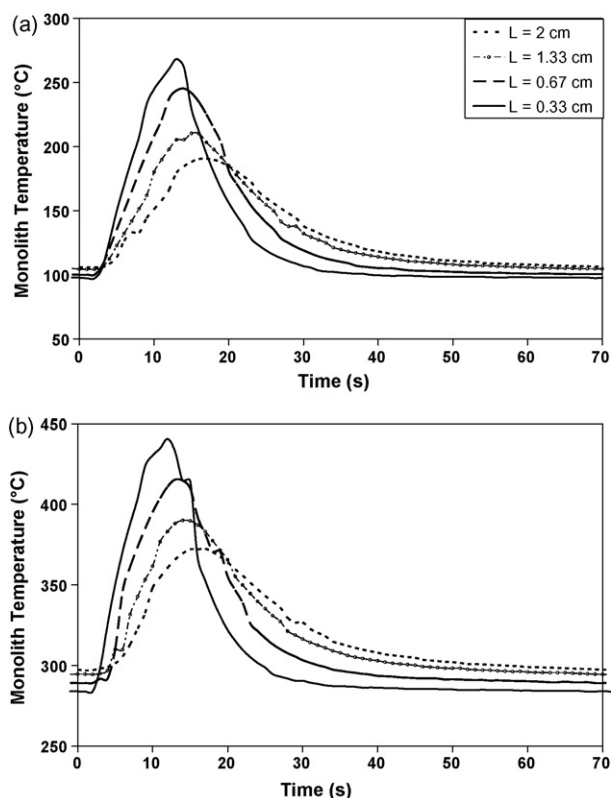 (a)
300
250
200
150
100
50
Monolith Temperature (°C)
L = 2 cm
L = 1.33 cm
L = 0.67 cm
L = 0.33 cm
0 10 20 30 40 50 60 70
Time (s)
(b)
450
400
350
300
250
Monolith Temperature (°C)
0 10 20 30 40 50 60 70
Time (s)